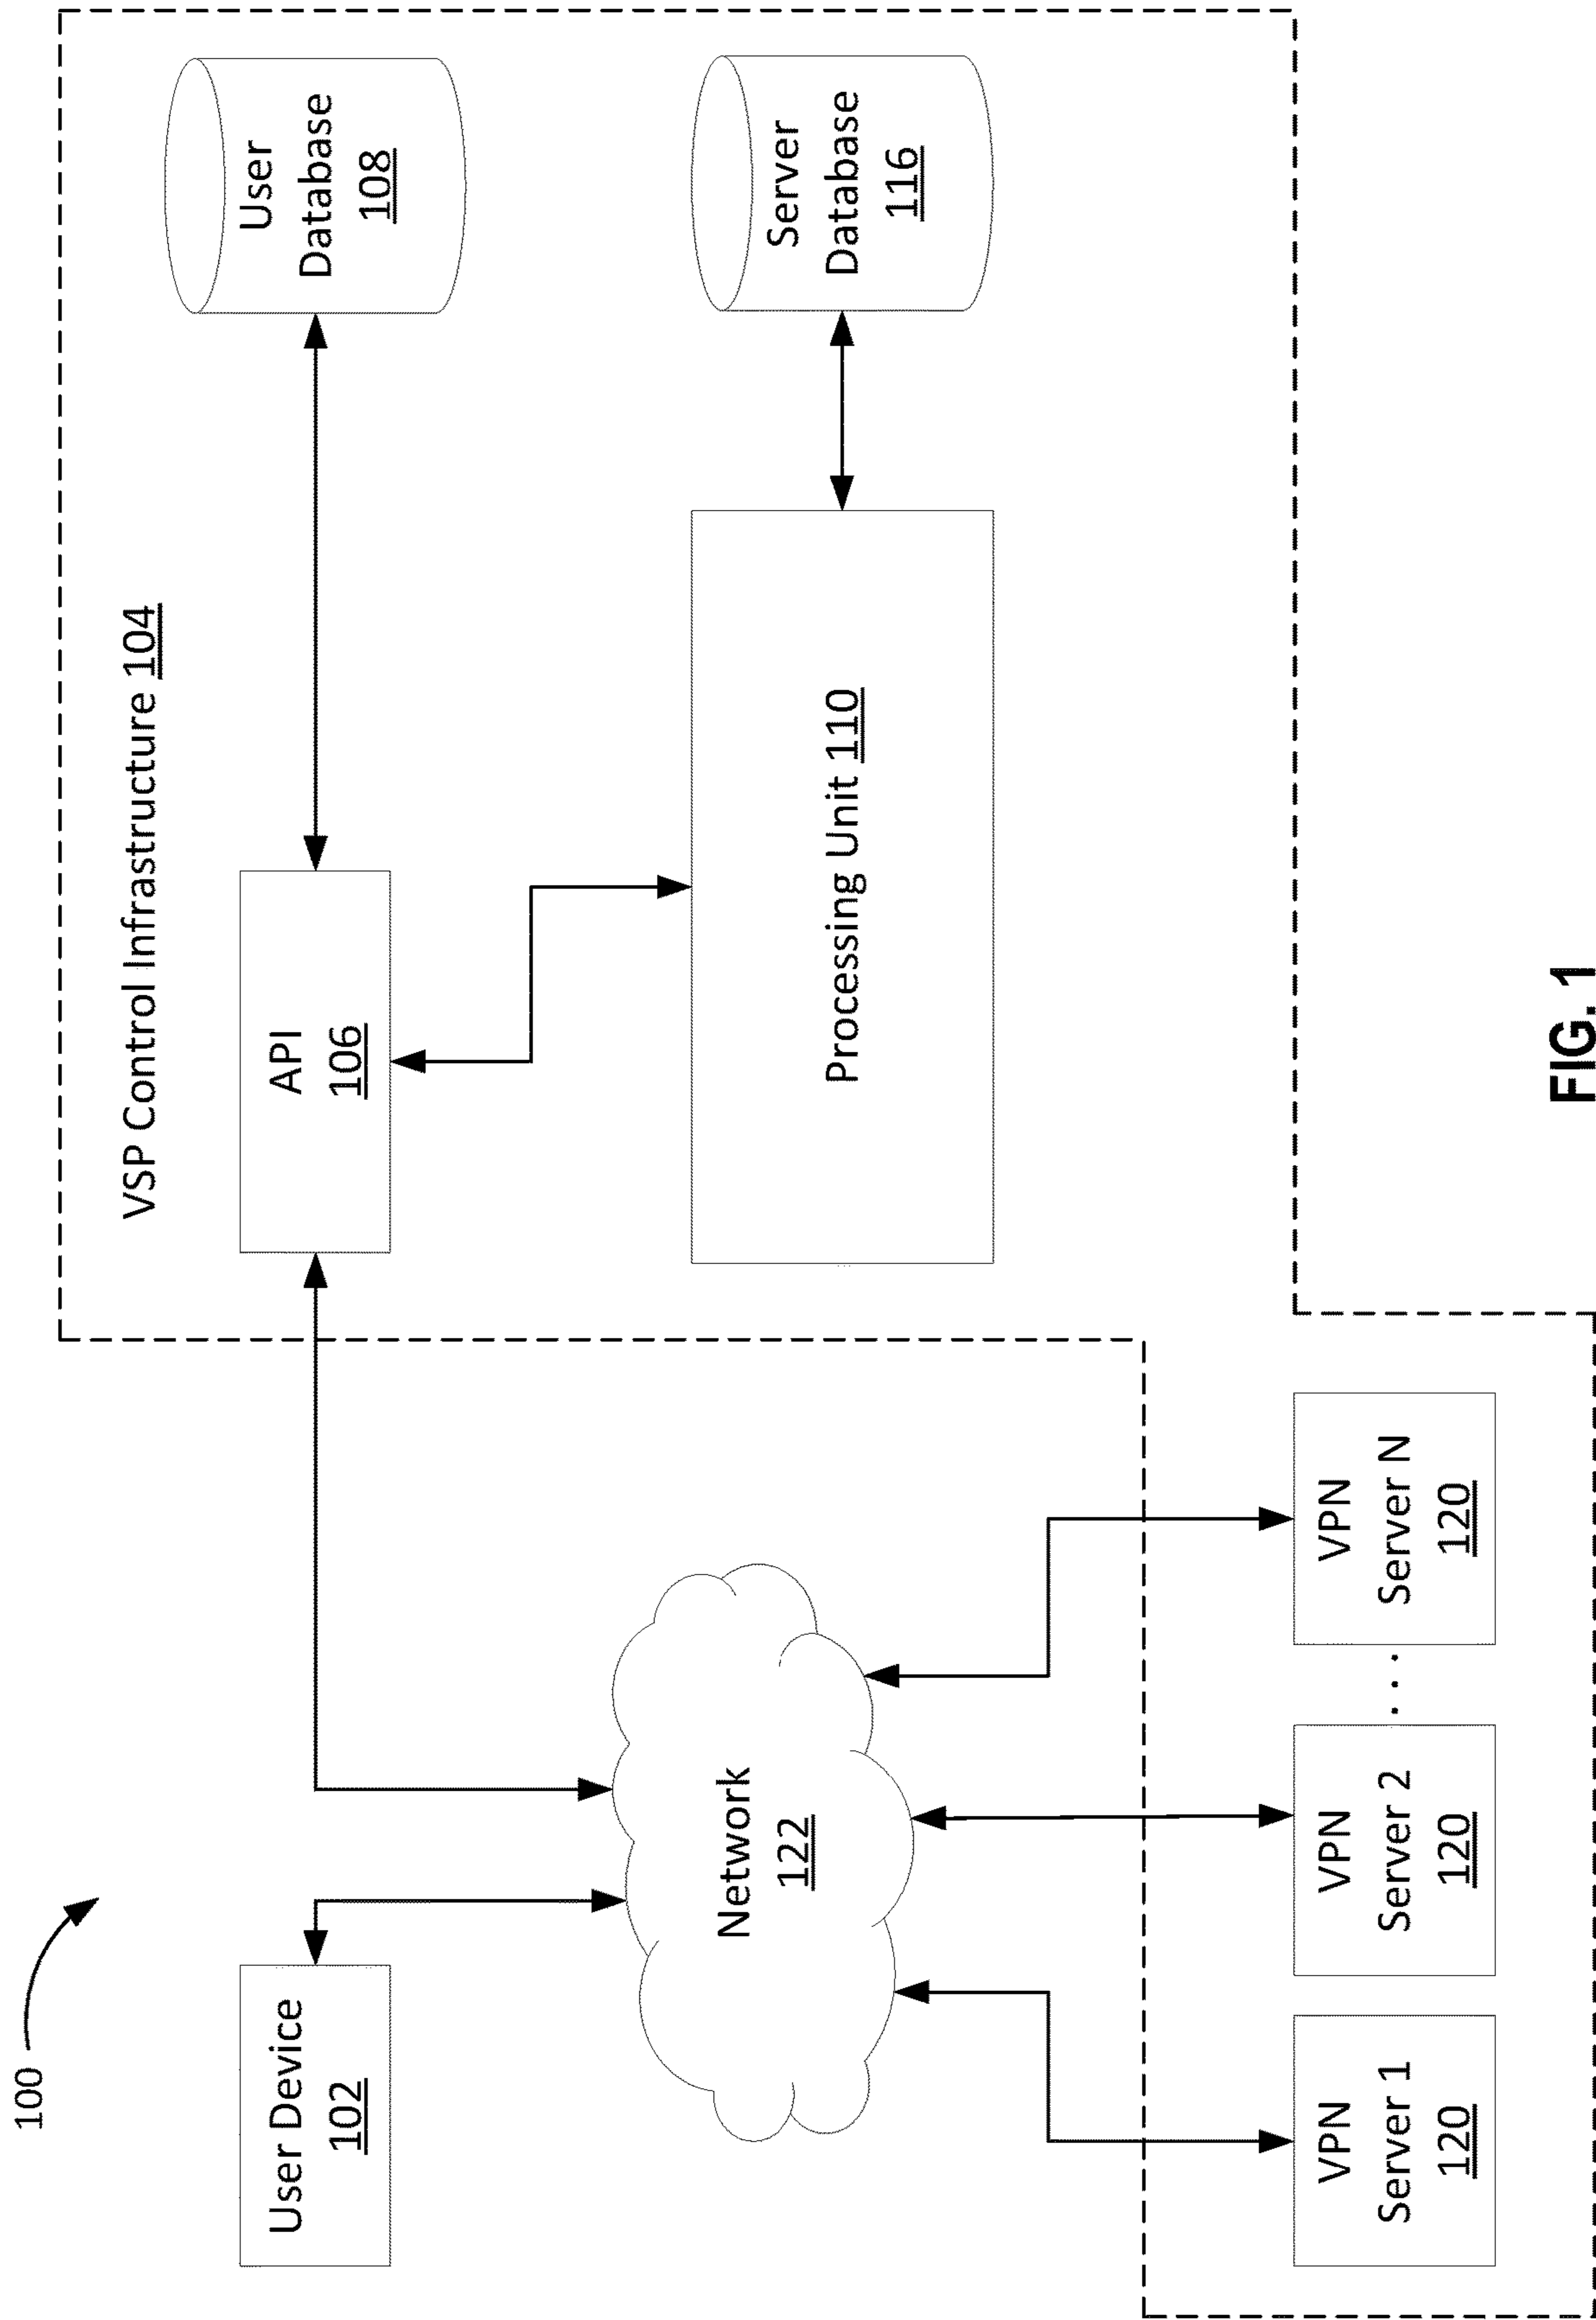 100
User Device
102
VSP Control Infrastructure 104
API
106
User
Database
108
Network
122
Processing Unit 110
Server
Database
116
VPN
Server 1
120
VPN
Server 2
120
. . .
VPN
Server N
120
FIG. 1